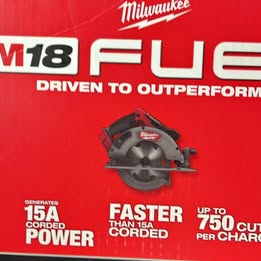 Milwaukee
M18 FUE
DRIVEN TO OUTPERFORM
Milwaukee
GENERATES
15A
CORDED
POWER
FASTER
THAN 15A
CORDED
UP TO
750 CUT
PER CHARG